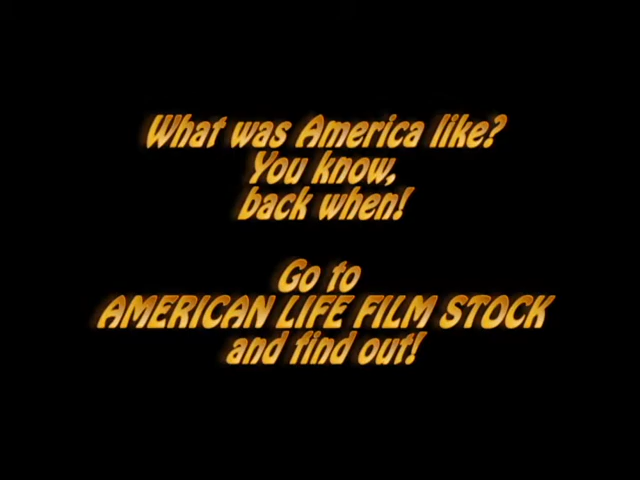 What was America like?
You know,
back when!
Go to
AMERICAN LIFE FILM STOCK
and find out!